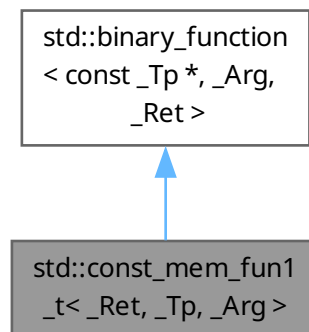 std::binary_function
< const _Tp *, _Arg,
_Ret >
std::const_mem_fun1
_t< _Ret, _Tp, _Arg >